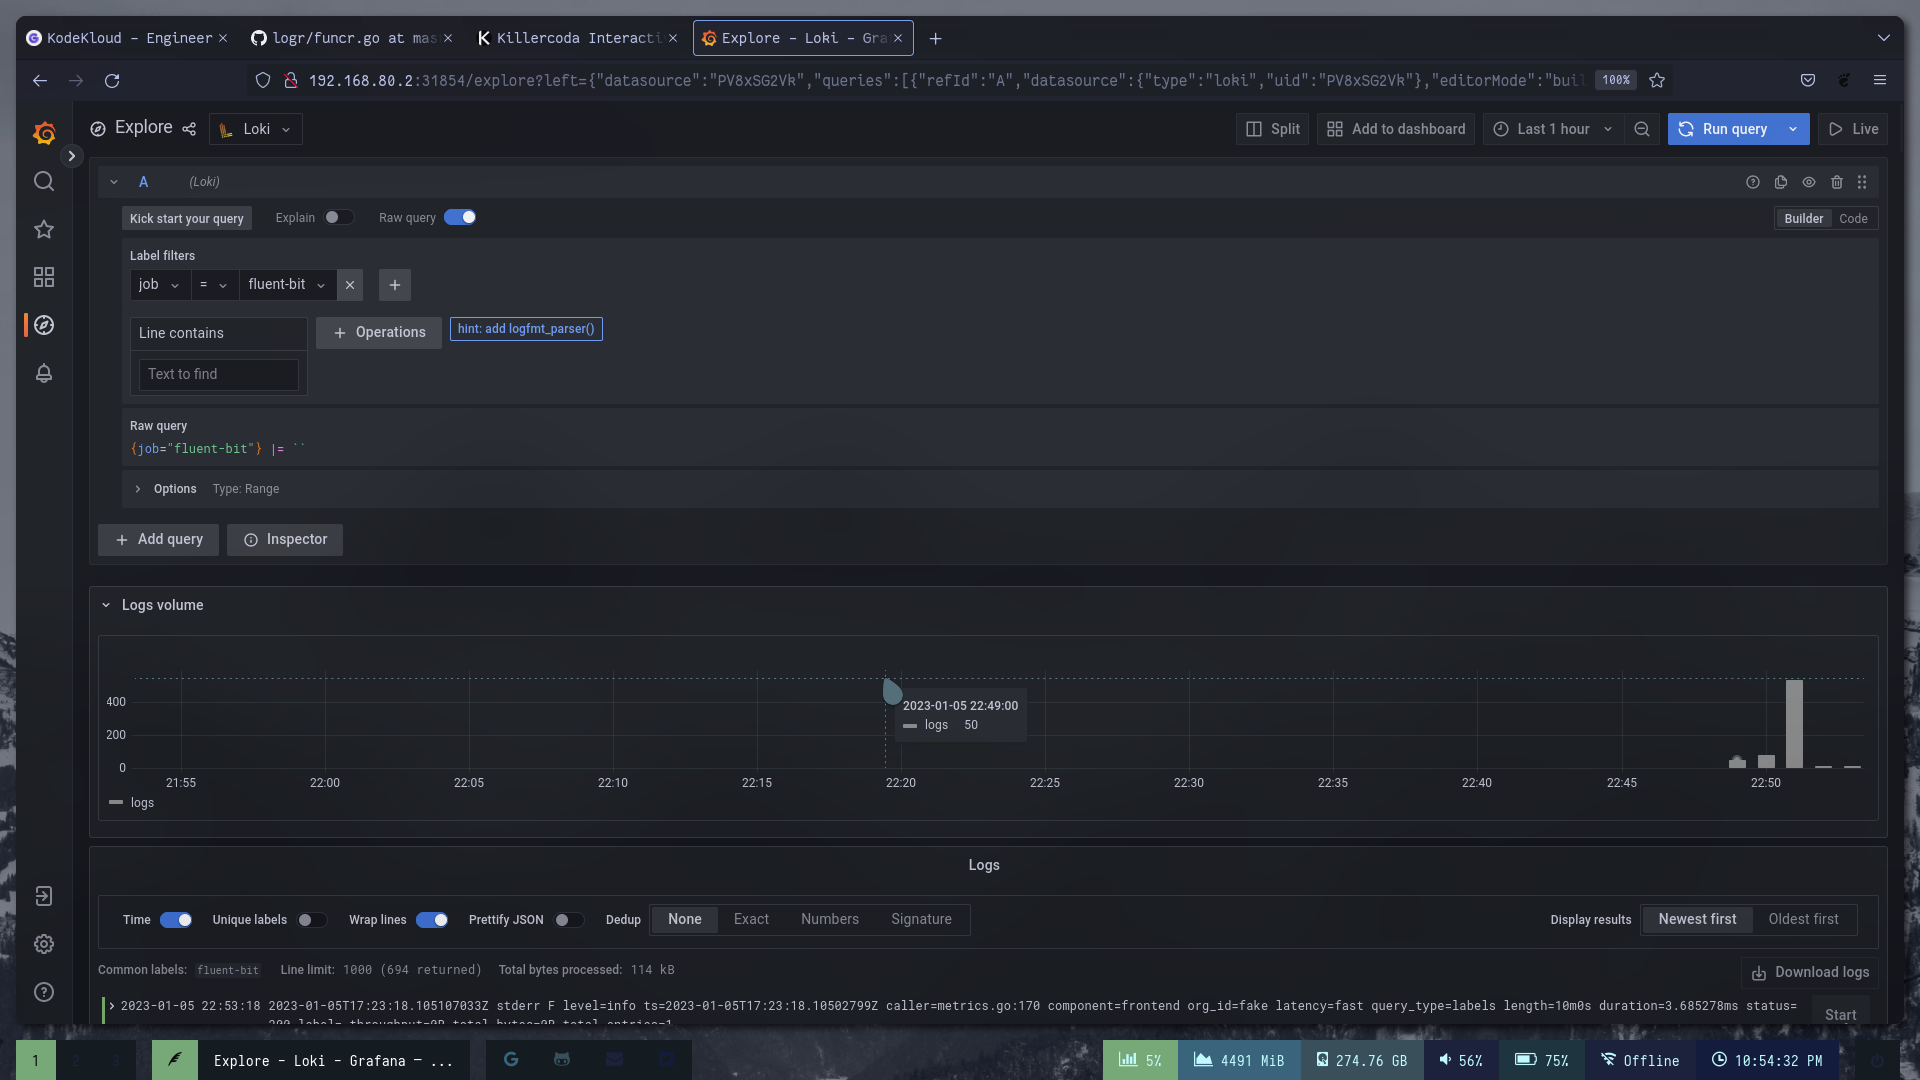 KodeKloud - Engineer
logr/funcr.go at mas
Killercoda Interacti
Explore - Loki - Gra
192.168.80.2:31854/explore?left={"datasource":"PV8xSG2Vk","queries":[{"refId":"A","datasource":{"type":"loki","uid":"PV8xSG2Vk"},"editorMode":"buil
100%
Explore
Loki
Split
Add to dashboard
Last 1 hour
Run query
Live
A
(Loki)
Kick start your query
Explain
Raw query
Builder
Code
Label filters
job
=
fluent-bit
Line contains
Operations
hint: add logfmt_parser()
Text to find
Raw query
{job="fluent-bit"} |= ``
Options
Type: Range
Add query
Inspector
Logs volume
2023-01-05 22:49:00
logs 50
400
200
0
21:55 22:00 22:05 22:10 22:15 22:20 22:25 22:30 22:35 22:40 22:45 22:50
logs
Logs
Time
Unique labels
Wrap lines
Prettify JSON
Dedup
None
Exact
Numbers
Signature
Display results
Newest first
Oldest first
Common labels: fluent-bit Line limit: 1000 (694 returned) Total bytes processed: 114 kB
Download logs
2023-01-05 22:53:18 2023-01-05T17:23:18.105107033Z stderr F level=info ts=2023-01-05T17:23:18.10502799Z caller=metrics.go:170 component=frontend org_id=fake latency=fast query_type=labels length=10m0s duration=3.685278ms status=
200 label= throughput=0B total_bytes=0B total_entries=1
Start
1
2
3
Explore - Loki - Grafana — ...
5%
4491 MiB
274.76 GB
56%
75%
Offline
10:54:32 PM